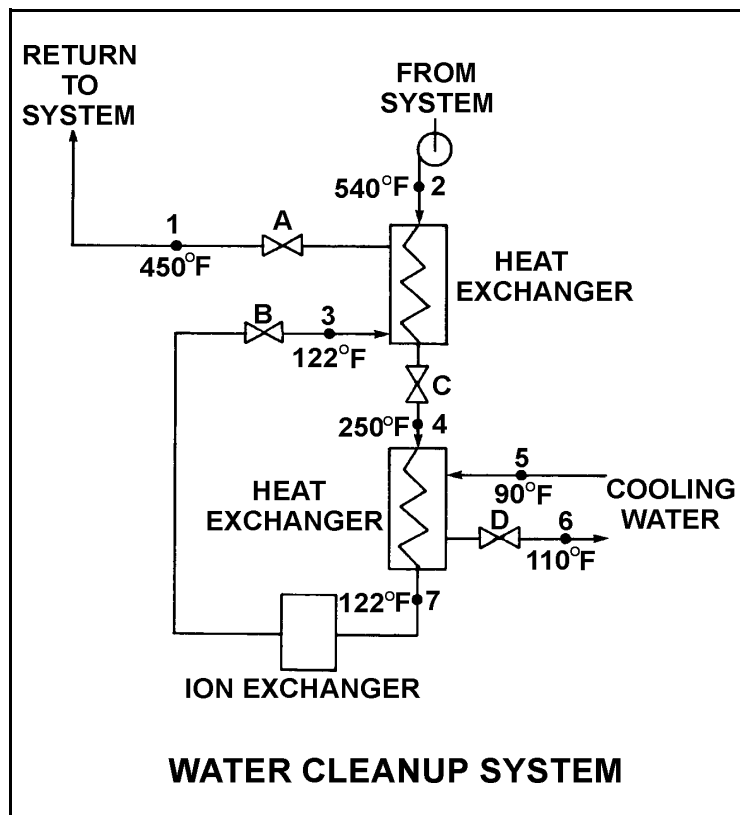 RETURN
TO
SYSTEM
FROM
SYSTEM
540°F 2
1
A
450°F
HEAT
EXCHANGER
B
3
122°F
C
250°F 4
HEAT
EXCHANGER
5
90°F
COOLING
WATER
D
6
110°F
122°F 7
ION EXCHANGER
WATER CLEANUP SYSTEM